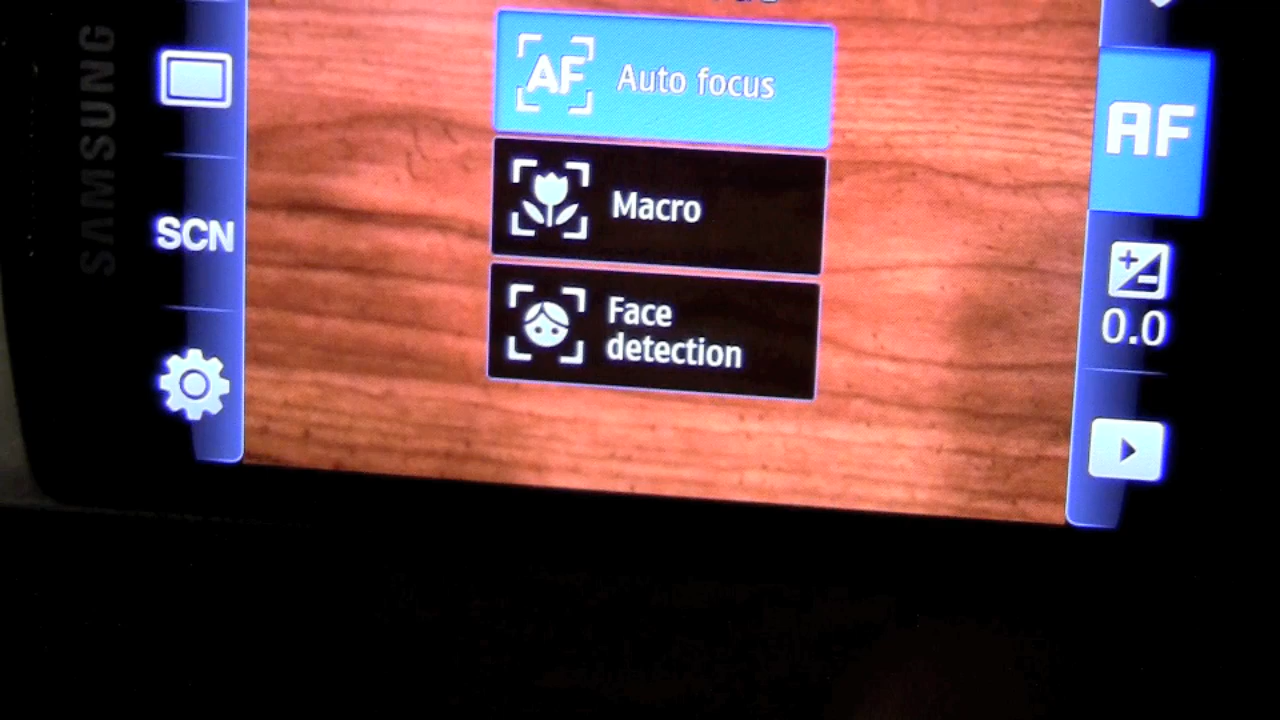 SAMSUNG
SCN
AF Auto focus
Macro
Face
detection
AF
0.0